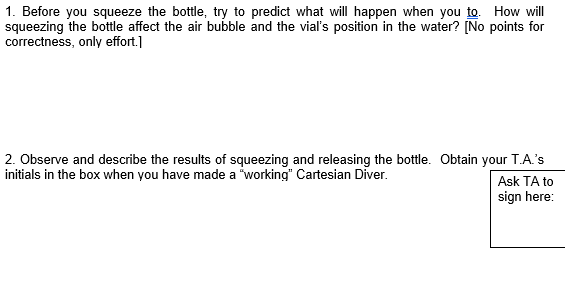 1. Before you squeeze the bottle, try to predict what will happen when you to. How will
squeezing the bottle affect the air bubble and the vial's position in the water? [No points for
correctness, only effort.]
2. Observe and describe the results of squeezing and releasing the bottle. Obtain your T.A.'s
initials in the box when you have made a "working" Cartesian Diver.
Ask TA to
sign here: